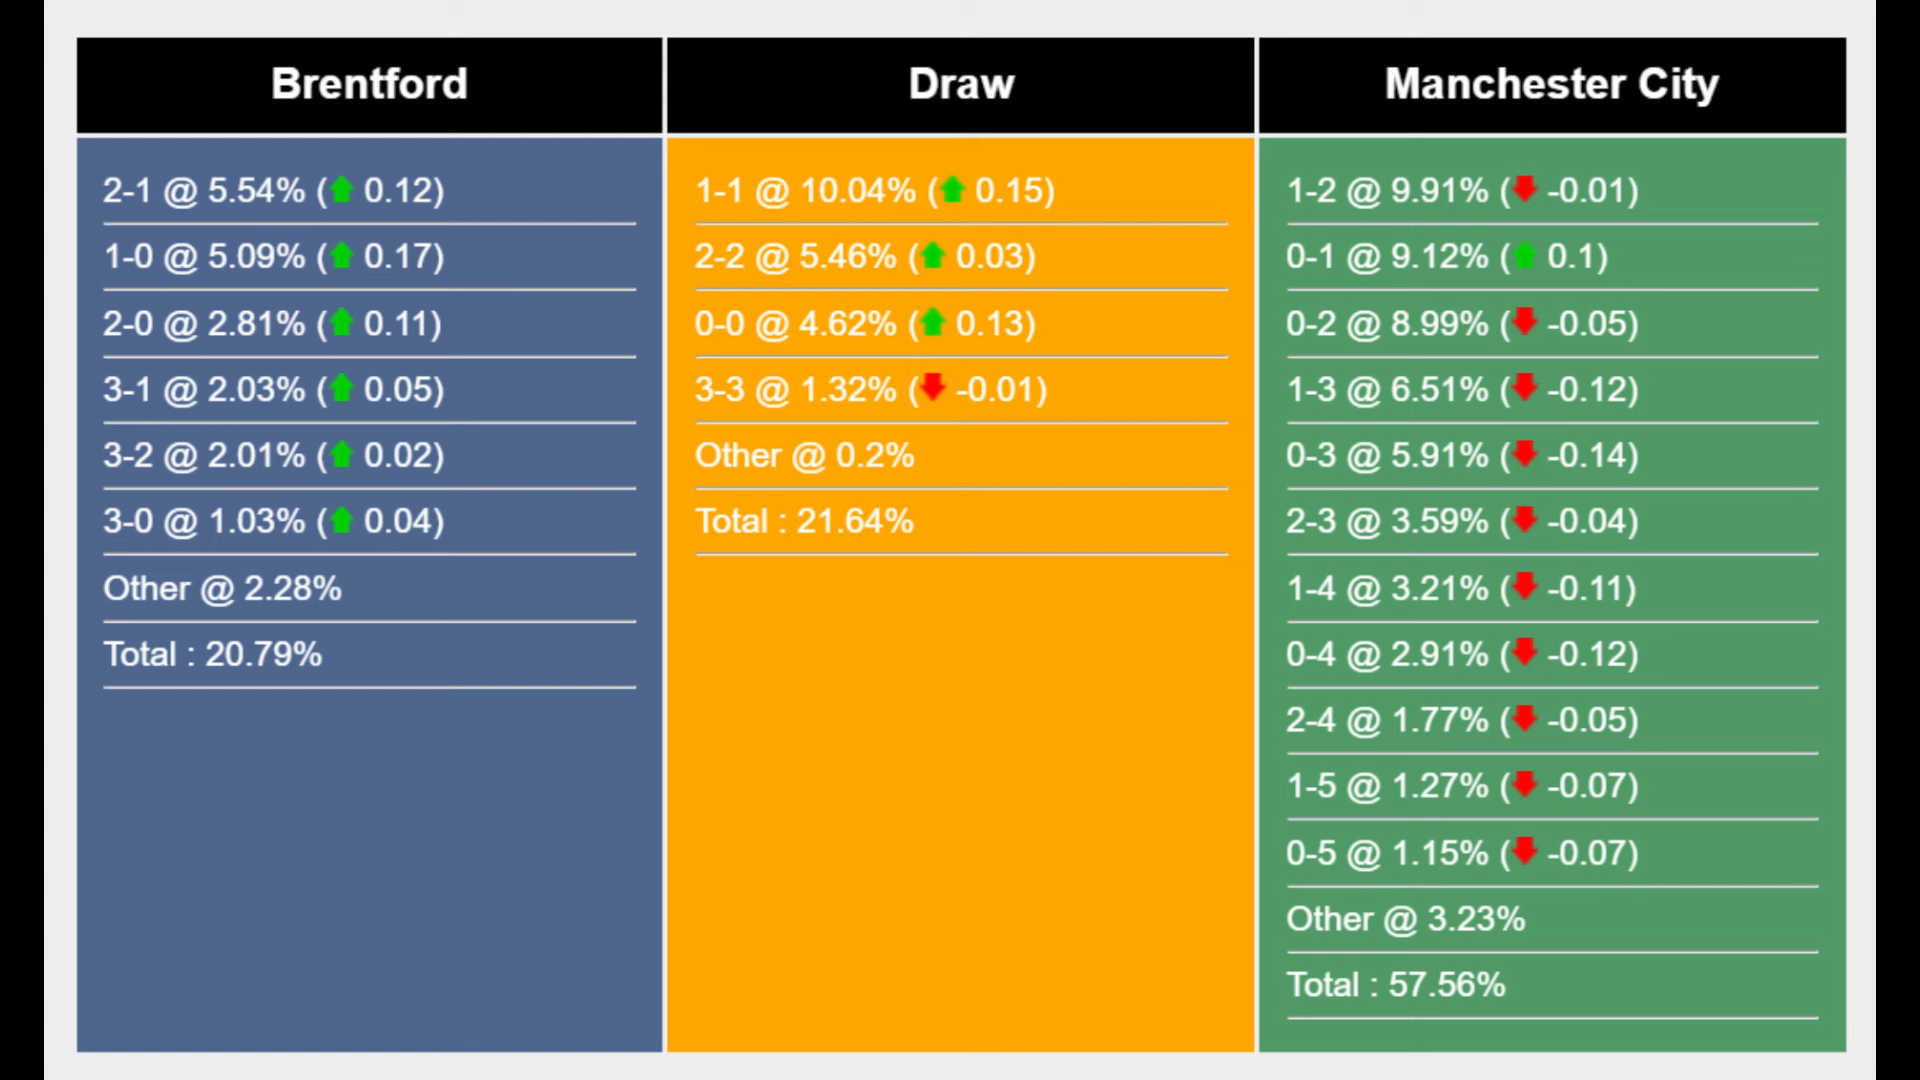 Brentford
2-1 @ 5.54% (⬆ 0.12)
1-0 @ 5.09% (⬆ 0.17)
2-0 @ 2.81% (⬆ 0.11)
3-1 @ 2.03% (⬆ 0.05)
3-2 @ 2.01% (⬆ 0.02)
3-0 @ 1.03% (⬆ 0.04)
Other @ 2.28%
Total : 20.79%
Draw
1-1 @ 10.04% (⬆ 0.15)
2-2 @ 5.46% (⬆ 0.03)
0-0 @ 4.62% (⬆ 0.13)
3-3 @ 1.32% (⬇ -0.01)
Other @ 0.2%
Total : 21.64%
Manchester City
1-2 @ 9.91% (⬇ -0.01)
0-1 @ 9.12% (⬆ 0.1)
0-2 @ 8.99% (⬇ -0.05)
1-3 @ 6.51% (⬇ -0.12)
0-3 @ 5.91% (⬇ -0.14)
2-3 @ 3.59% (⬇ -0.04)
1-4 @ 3.21% (⬇ -0.11)
0-4 @ 2.91% (⬇ -0.12)
2-4 @ 1.77% (⬇ -0.05)
1-5 @ 1.27% (⬇ -0.07)
0-5 @ 1.15% (⬇ -0.07)
Other @ 3.23%
Total : 57.56%